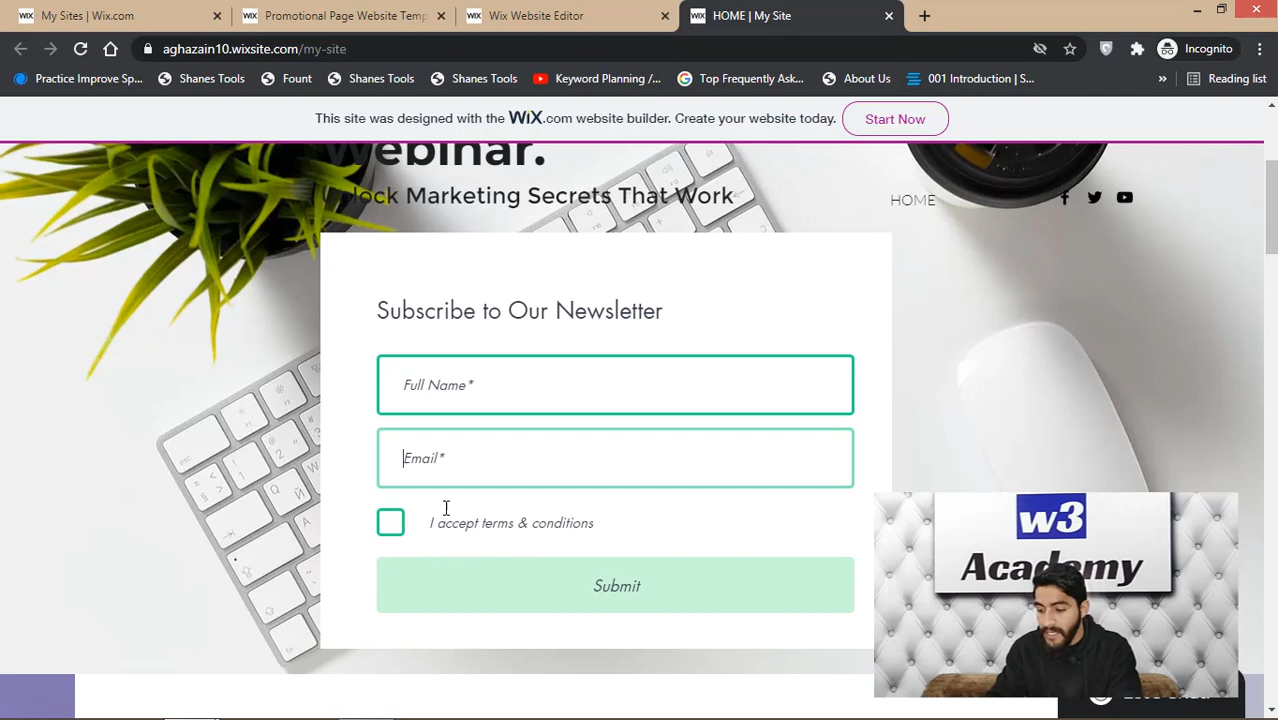 My Sites | Wix.com
Promotional Page Website Temp
Wix Website Editor
HOME | My Site
aghazain10.wixsite.com/my-site
Incognito
Practice Improve Sp...
Shanes Tools
Fount
Shanes Tools
Shanes Tools
Keyword Planning /...
Top Frequently Ask...
About Us
001 Introduction | S...
»
Reading list
This site was designed with the WiX.com website builder. Create your website today.
Start Now
Webinar.
Unlock Marketing Secrets That Work
HOME
Subscribe to Our Newsletter
Full Name*
Email*
I accept terms & conditions
Submit
esc
w3
Academy